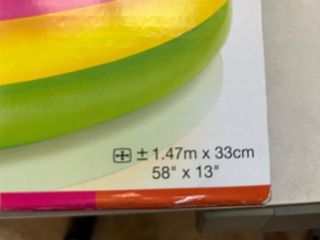 ± 1.47m x 33cm
58" x 13"